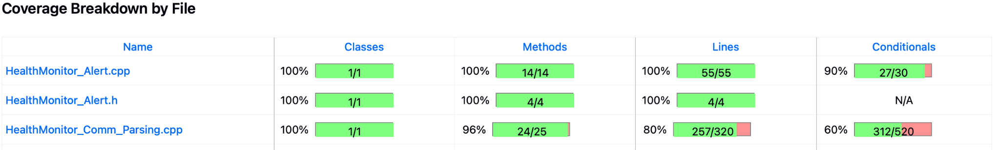 Coverage Breakdown by File
Name Classes Methods Lines Conditionals
HealthMonitor_Alert.cpp 100% 1/1 100% 14/14 100% 55/55 90% 27/30
HealthMonitor_Alert.h 100% 1/1 100% 4/4 100% 4/4 N/A
HealthMonitor_Comm_Parsing.cpp 100% 1/1 96% 24/25 80% 257/320 60% 312/520